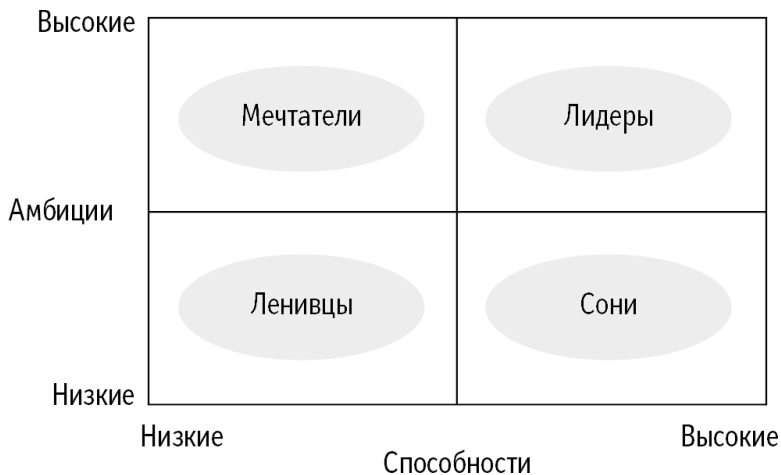 Высокие
Мечтатели
Лидеры
Амбиции
Ленивцы
Сони
Низкие
Низкие
Высокие
Способности